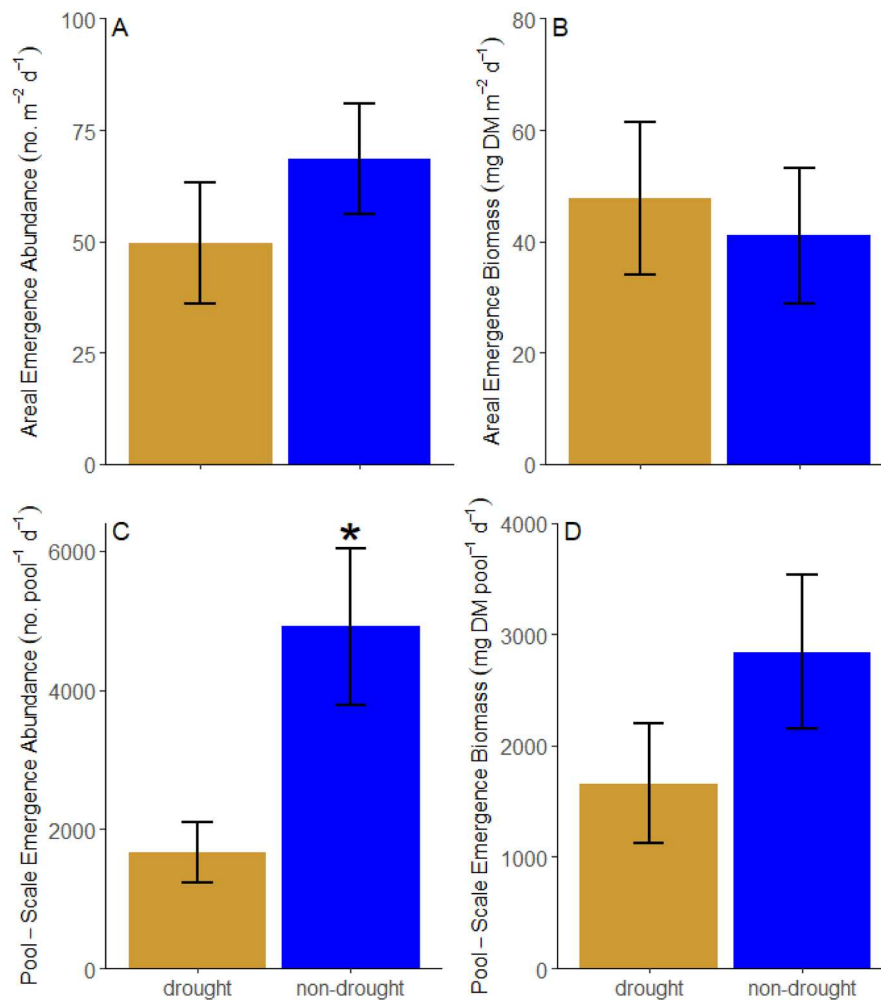 A
Areal Emergence Abundance (no. m⁻² d⁻¹)
100
75
50
25
0
B
Areal Emergence Biomass (mg DM m⁻² d⁻¹)
80
60
40
20
0
C
*
Pool – Scale Emergence Abundance (no. pool⁻¹ d⁻¹)
6000
4000
2000
0
drought non-drought
D
Pool – Scale Emergence Biomass (mg DM pool⁻¹ d⁻¹)
4000
3000
2000
1000
0
drought non-drought